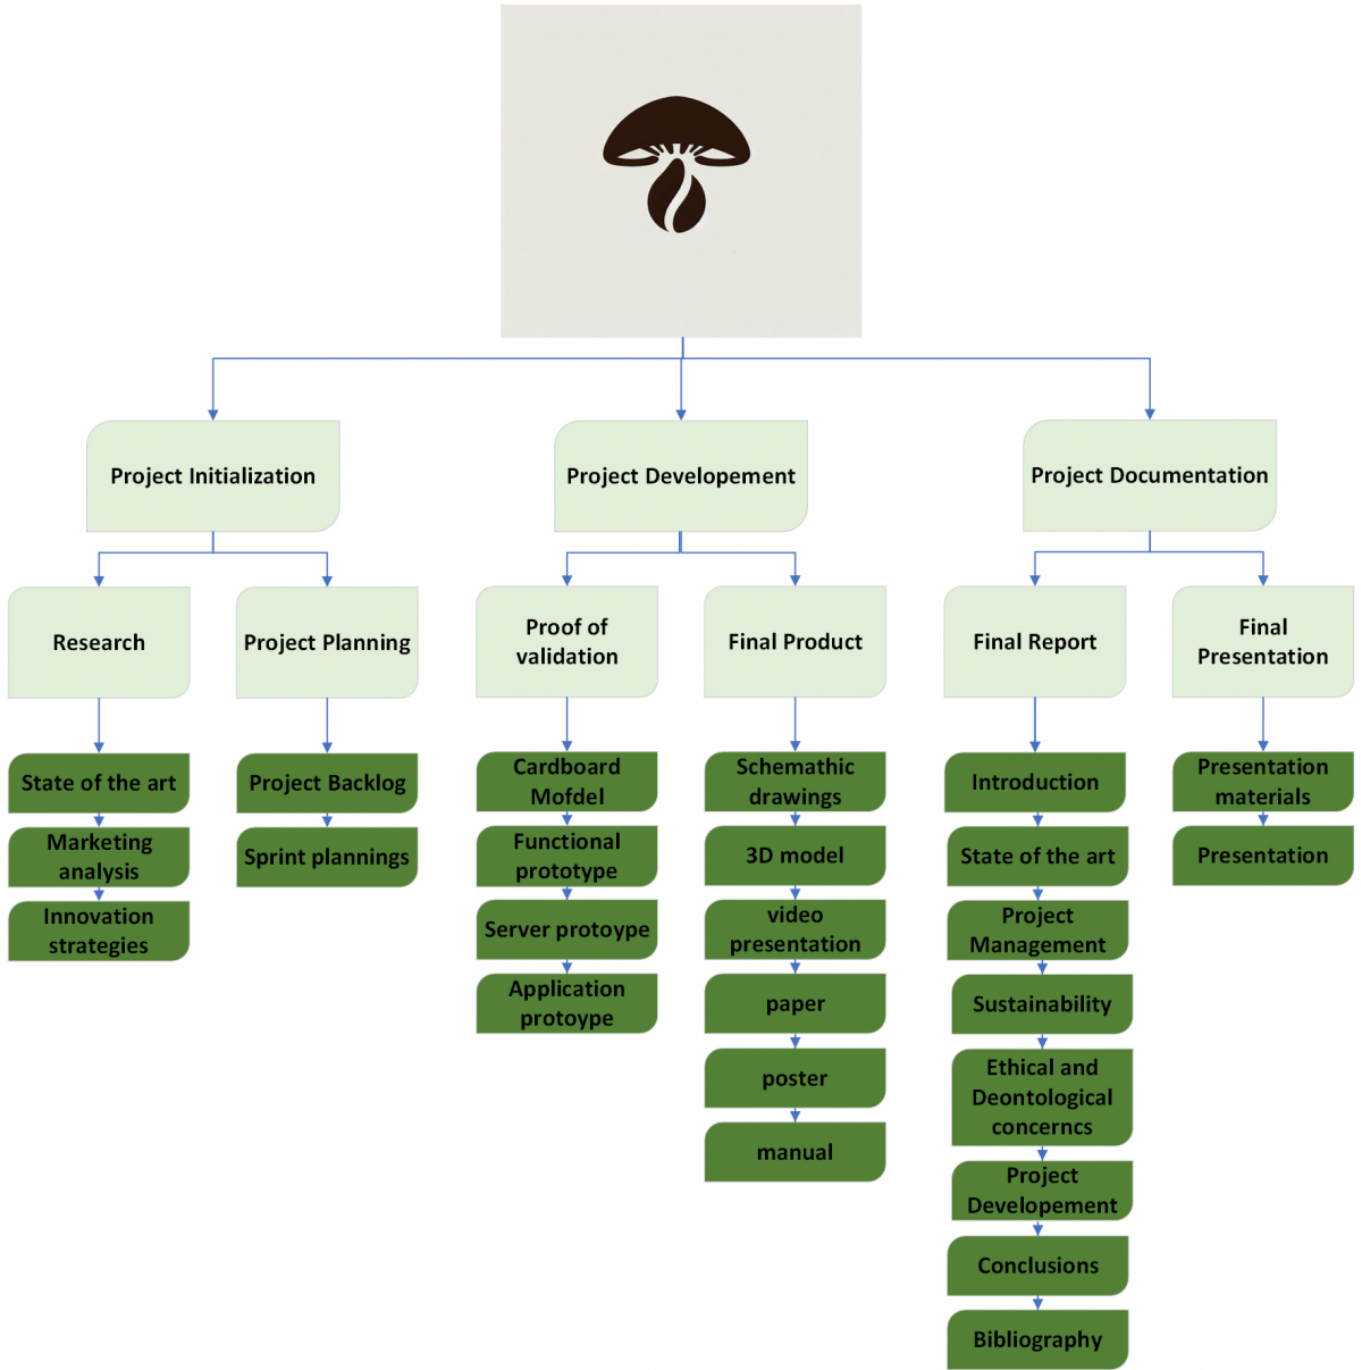 Project Initialization
Project Developement
Project Documentation
Research
Project Planning
Proof of
validation
Final Product
Final Report
Final
Presentation
State of the art
Marketing
analysis
Innovation
strategies
Project Backlog
Sprint plannings
Cardboard
Mofdel
Functional
prototype
Server protoype
Application
protoype
Schemathic
drawings
3D model
video
presentation
paper
poster
manual
Introduction
State of the art
Project
Management
Sustainability
Ethical and
Deontological
concerncs
Project
Developement
Conclusions
Bibliography
Presentation
materials
Presentation